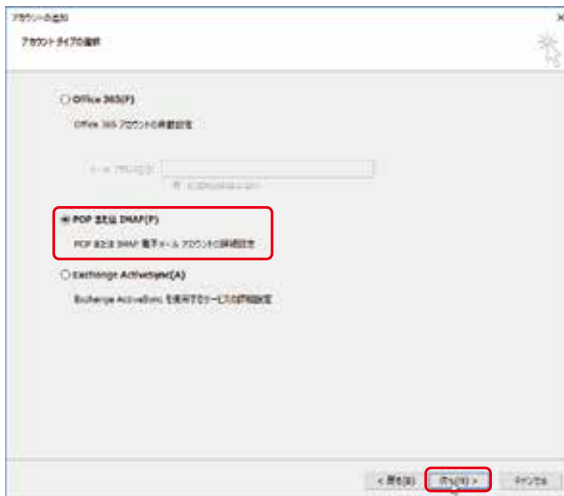 アカウントの追加
アカウント タイプの選択
Office 365(P)
Office 365 アカウントの自動設定
POP または IMAP(P)
POP または IMAP 電子メール アカウントの詳細設定
Exchange ActiveSync(A)
Exchange ActiveSync を使用するサービスの詳細設定
< 戻る(B)
次へ(N) >
キャンセル